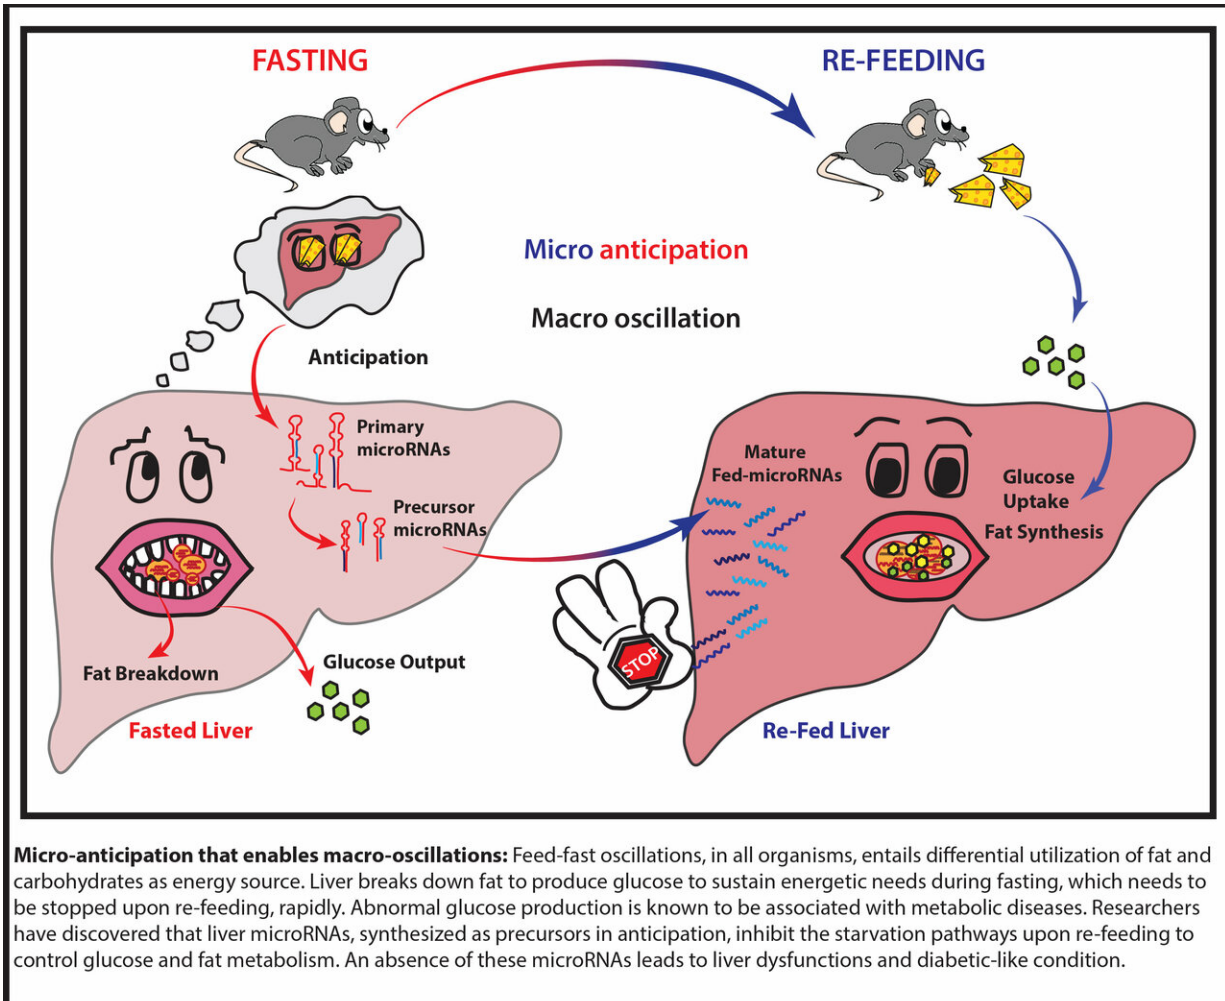 FASTING
RE-FEEDING
Micro anticipation
Macro oscillation
Anticipation
Primary
microRNAs
Precursor
microRNAs
Mature
Fed-microRNAs
Glucose
Uptake
Fat Synthesis
STOP
Fat Breakdown
Glucose Output
Fasted Liver
Re-Fed Liver
Micro-anticipation that enables macro-oscillations: Feed-fast oscillations, in all organisms, entails differential utilization of fat and
carbohydrates as energy source. Liver breaks down fat to produce glucose to sustain energetic needs during fasting, which needs to
be stopped upon re-feeding, rapidly. Abnormal glucose production is known to be associated with metabolic diseases. Researchers
have discovered that liver microRNAs, synthesized as precursors in anticipation, inhibit the starvation pathways upon re-feeding to
control glucose and fat metabolism. An absence of these microRNAs leads to liver dysfunctions and diabetic-like condition.